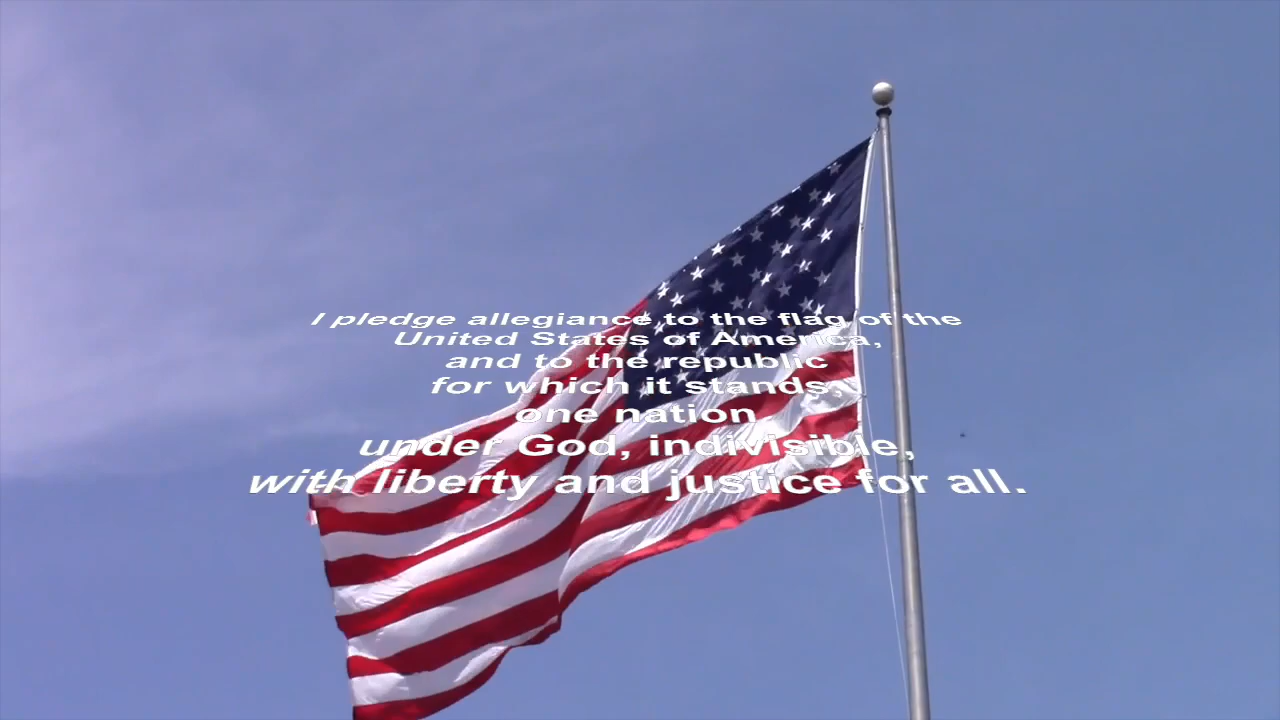 I pledge allegiance to the flag of the
United States of America,
and to the republic
for which it stands,
one nation
under God, indivisible,
with liberty and justice for all.